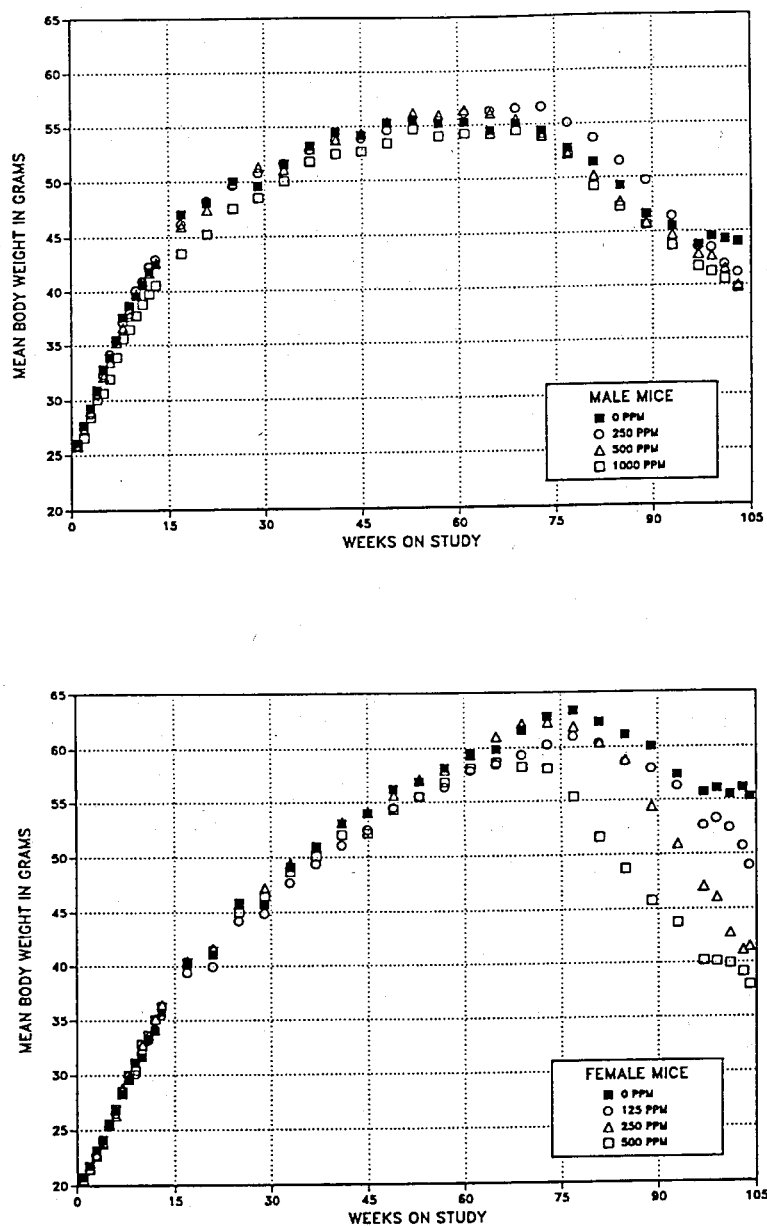 65
60
55
50
45
40
35
30
25
20
MEAN BODY WEIGHT IN GRAMS
MALE MICE
0 PPM
250 PPM
500 PPM
1000 PPM
0 15 30 45 60 75 90 105
WEEKS ON STUDY
65
60
55
50
45
40
35
30
25
20
MEAN BODY WEIGHT IN GRAMS
FEMALE MICE
0 PPM
125 PPM
250 PPM
500 PPM
0 15 30 45 60 75 90 105
WEEKS ON STUDY